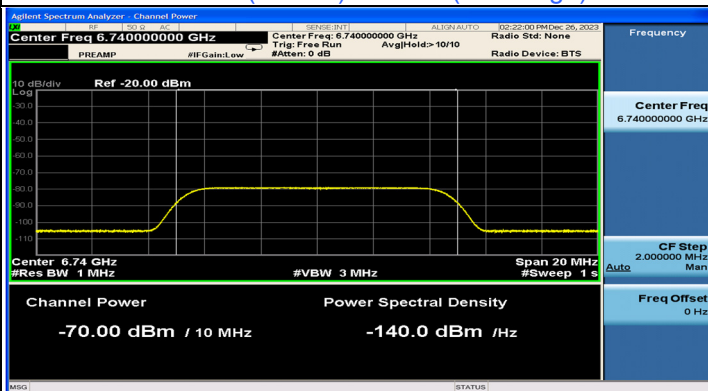 Agilent Spectrum Analyzer - Channel Power
RF 50 Ω AC SENSE:INT ALIGN AUTO 02:22:00 PM Dec 26, 2023
Center Freq 6.740000000 GHz
Center Freq: 6.740000000 GHz
Radio Std: None
Trig: Free Run Avg|Hold:>10/10
PREAMP #IFGain:Low #Atten: 0 dB Radio Device: BTS
10 dB/div Ref -20.00 dBm
Log
-30.0
-40.0
-50.0
-60.0
-70.0
-80.0
-90.0
-100
-110
Center 6.74 GHz Span 20 MHz
#Res BW 1 MHz #VBW 3 MHz #Sweep 1 s
Channel Power Power Spectral Density
-70.00 dBm / 10 MHz -140.0 dBm /Hz
MSG STATUS
Frequency
Center Freq
6.740000000 GHz
CF Step
2.000000 MHz
Auto Man
Freq Offset
0 Hz